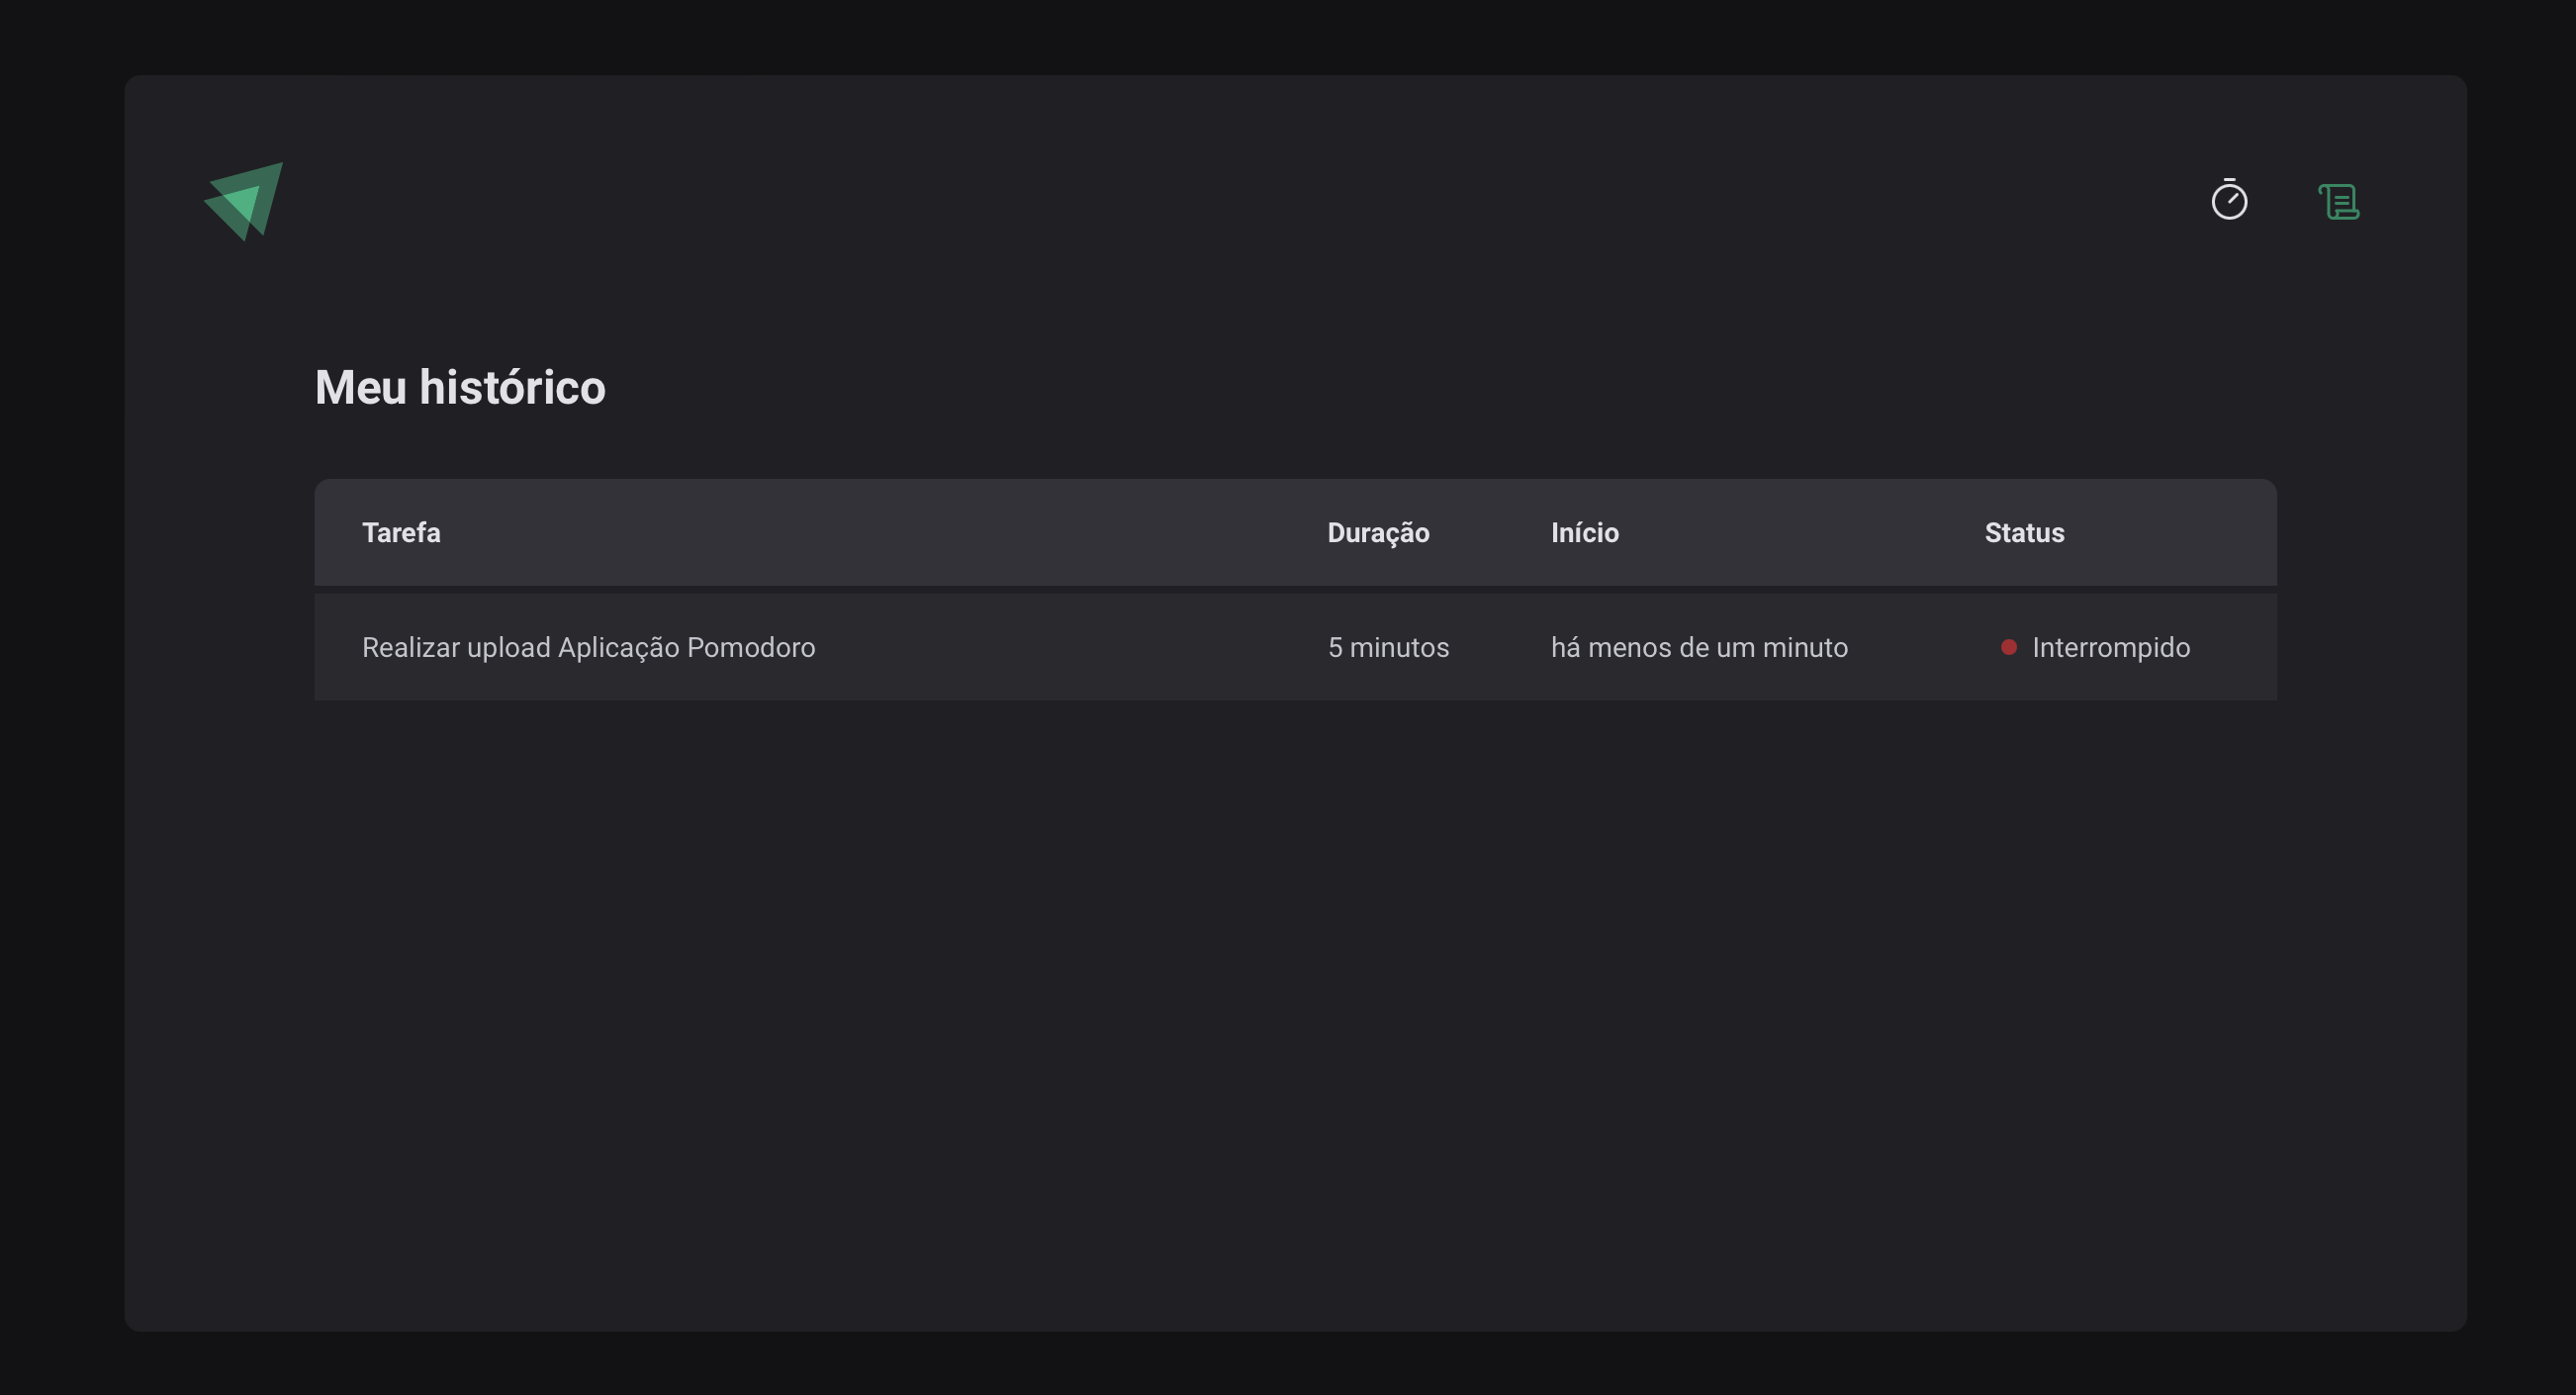 Meu histórico
Tarefa Duração Início Status
Realizar upload Aplicação Pomodoro 5 minutos há menos de um minuto Interrompido